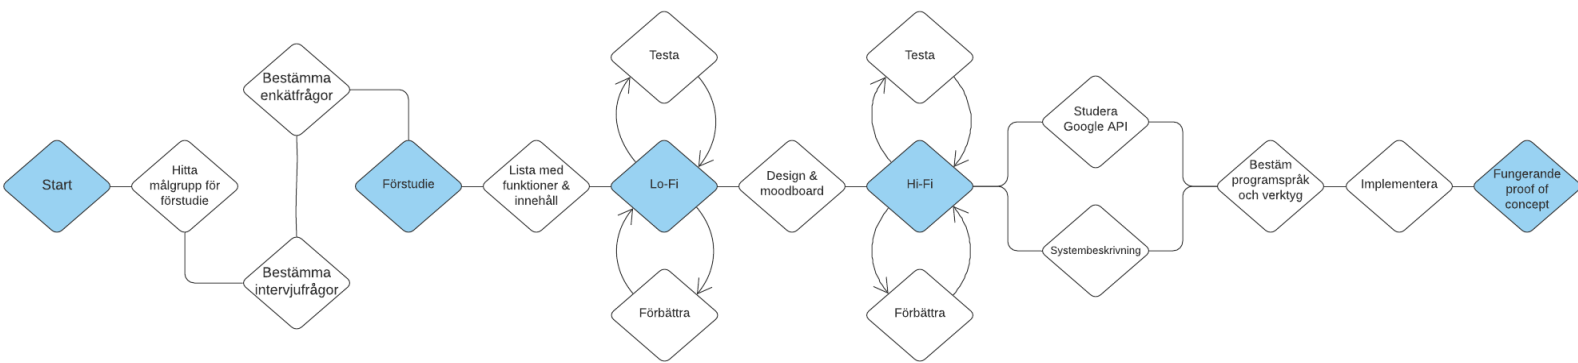 Start
Hitta
målgrupp för
förstudie
Bestämma
intervjufrågor
Bestämma
enkätfrågor
Förstudie
Lista med
funktioner &
innehåll
Lo-Fi
Testa
Förbättra
Design &
moodboard
Hi-Fi
Testa
Förbättra
Studera
Google API
Systembeskrivning
Bestäm
programspråk
och verktyg
Implementera
Fungerande
proof of
concept